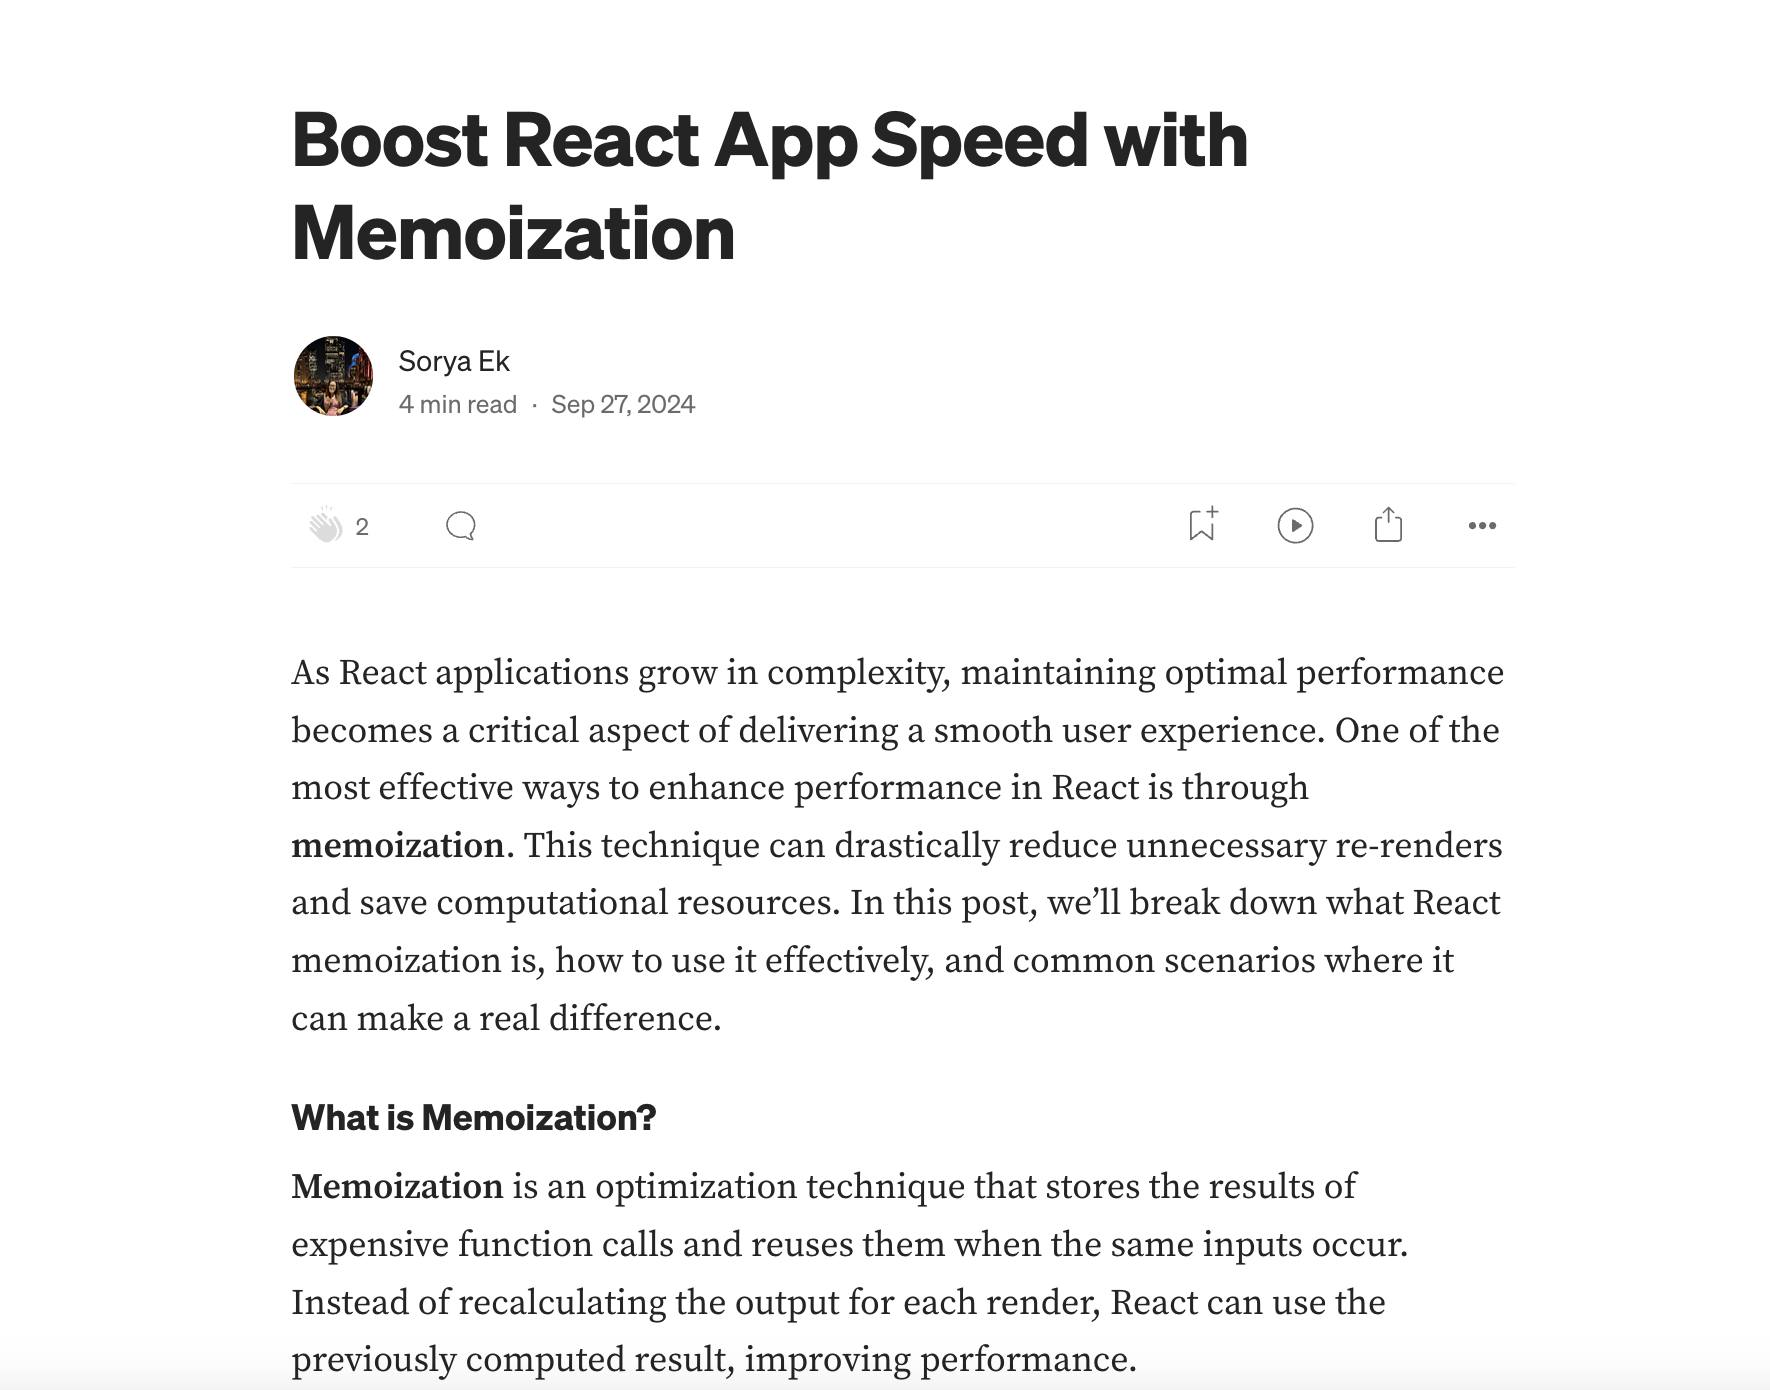 Boost React App Speed with
Memoization
Sorya Ek
4 min read · Sep 27, 2024
2
As React applications grow in complexity, maintaining optimal performance
becomes a critical aspect of delivering a smooth user experience. One of the
most effective ways to enhance performance in React is through
memoization. This technique can drastically reduce unnecessary re-renders
and save computational resources. In this post, we’ll break down what React
memoization is, how to use it effectively, and common scenarios where it
can make a real difference.
What is Memoization?
Memoization is an optimization technique that stores the results of
expensive function calls and reuses them when the same inputs occur.
Instead of recalculating the output for each render, React can use the
previously computed result, improving performance.